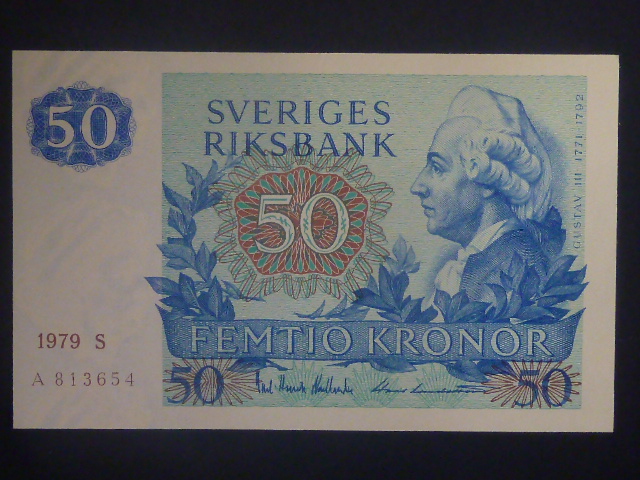 50
SVERIGES
RIKSBANK
50
GUSTAV III 1771-1792
1979 S
A 813654
FEMTIO KRONOR
50
50